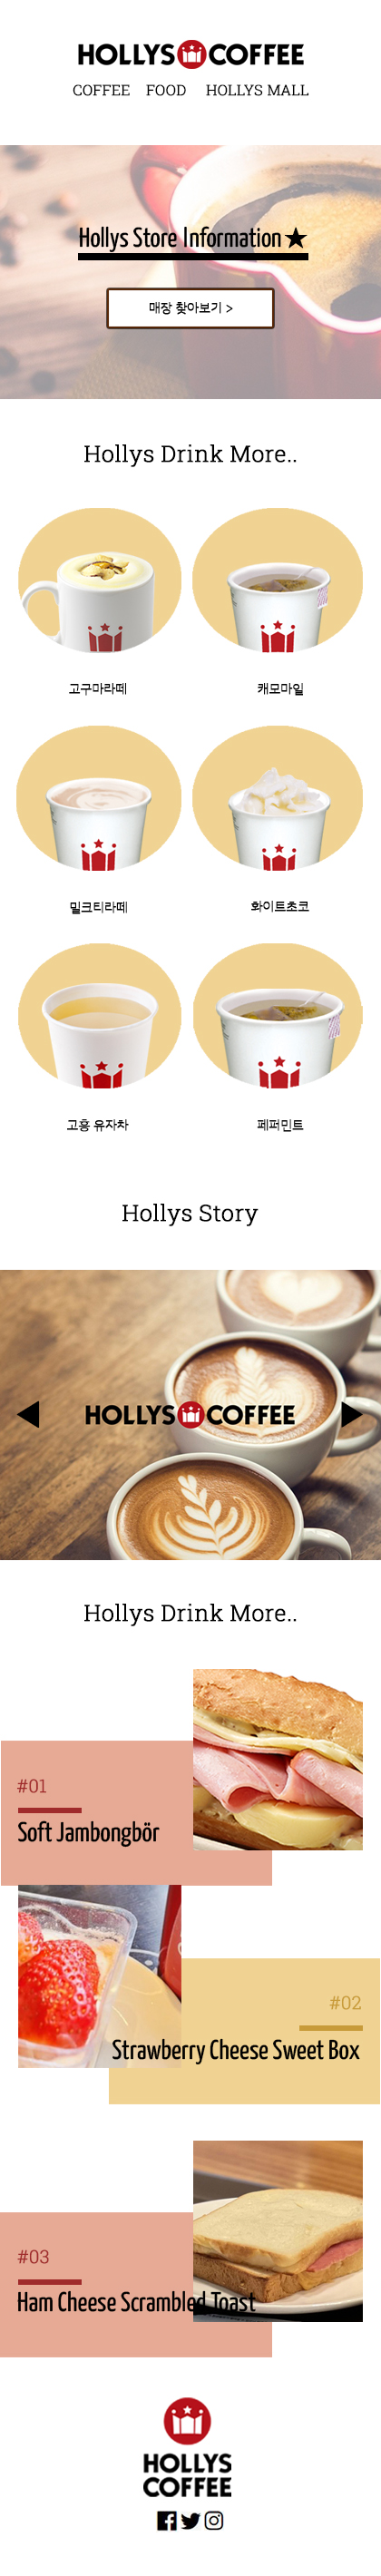 HOLLYS COFFEE
COFFEE FOOD HOLLYS MALL
Hollys Store Information★
매장 찾아보기 >
Hollys Drink More..
고구마라떼 캐모마일
밀크티라떼 화이트초코
고흥 유자차 페퍼민트
Hollys Story
HOLLYS COFFEE
Hollys Drink More..
#01
Soft Jambongbör
#02
Strawberry Cheese Sweet Box
#03
Ham Cheese Scrambled Toast
HOLLYS
COFFEE